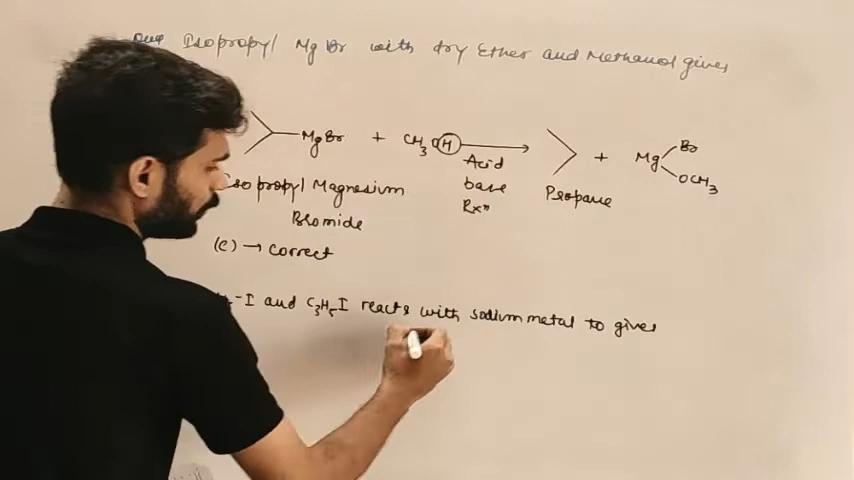 Isopropyl Mg Br with dry Ether and Methanol gives
MgBr + CH3OH → + Mg Br OCH3
Acid
base
Rxn
Propane
Isopropyl Magnesium
Bromide
(C) → Correct
-I and C3H5I reacts with sodium metal to gives